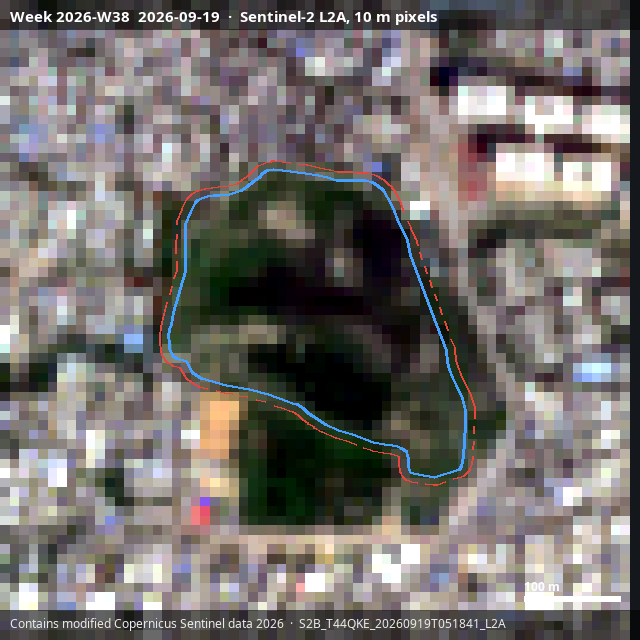 Week 2026-W38  2026-09-19  ·  Sentinel-2 L2A, 10 m pixels
100 m
Contains modified Copernicus Sentinel data 2026  ·  S2B_T44QKE_20260919T051841_L2A